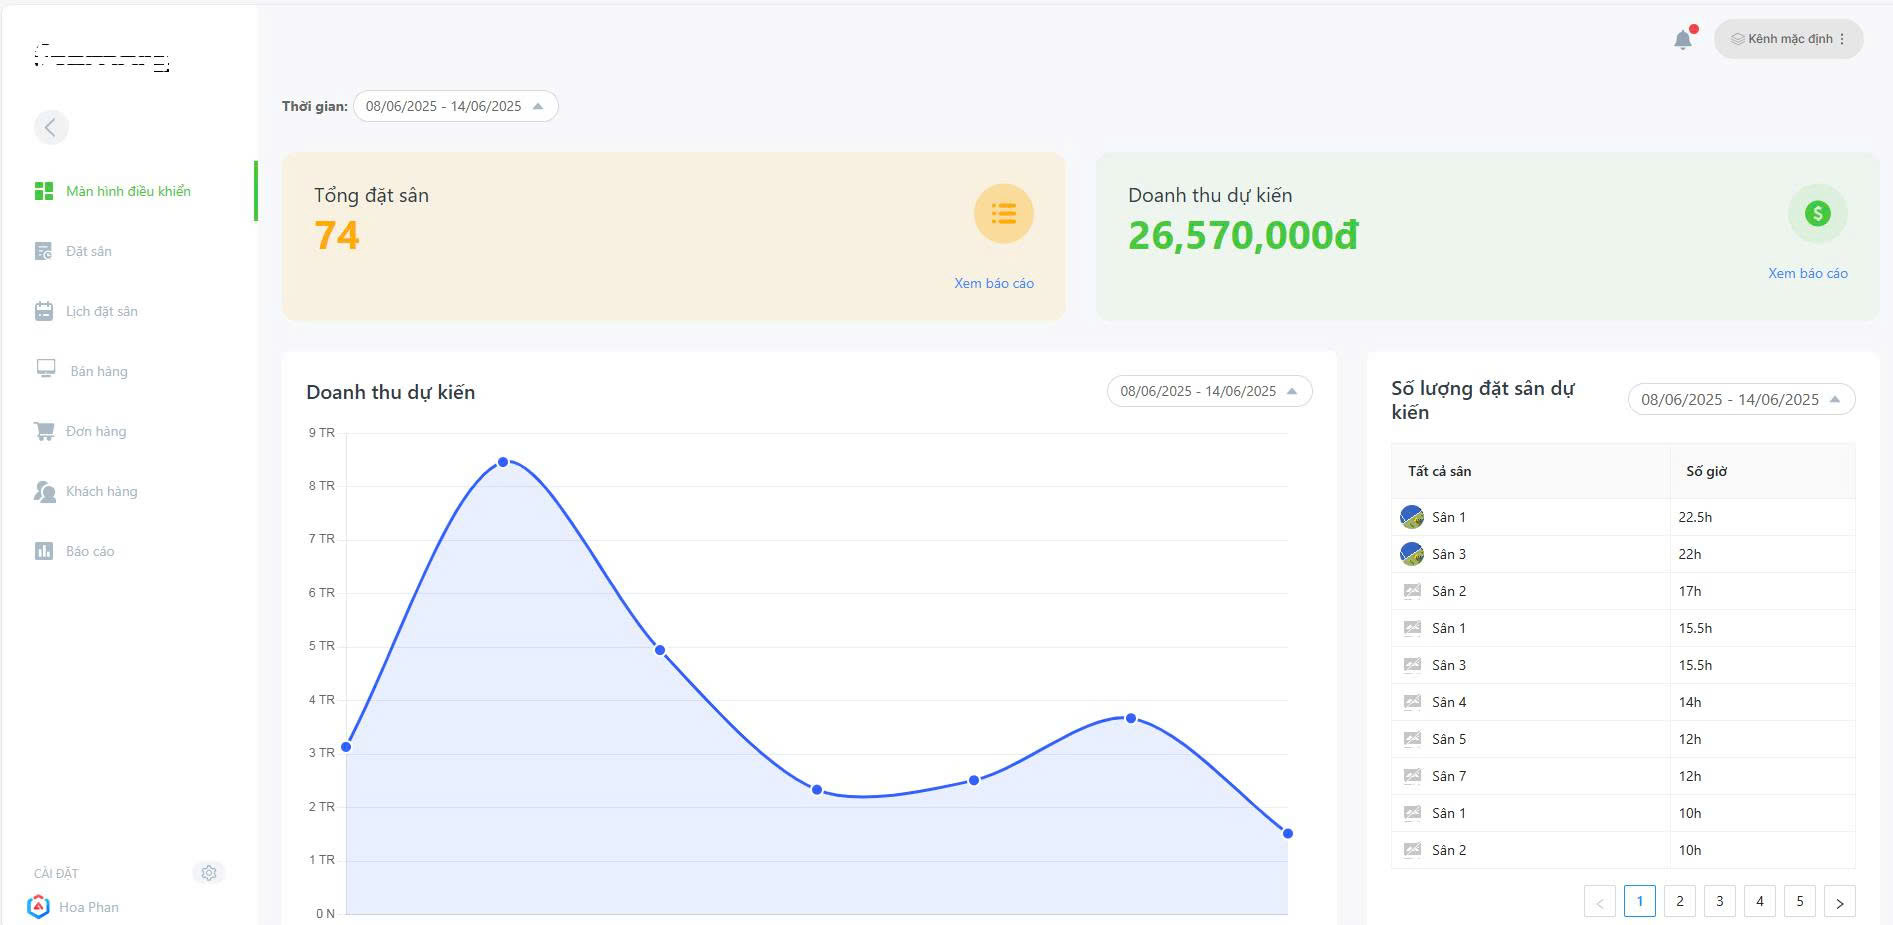 Kênh mặc định
Thời gian: 08/06/2025 - 14/06/2025
Màn hình điều khiển
Đặt sân
Lịch đặt sân
Bán hàng
Đơn hàng
Khách hàng
Báo cáo
CÀI ĐẶT
Hoa Phan
Tổng đặt sân
74
Xem báo cáo
Doanh thu dự kiến
26,570,000đ
Xem báo cáo
Doanh thu dự kiến
08/06/2025 - 14/06/2025
9 TR
8 TR
7 TR
6 TR
5 TR
4 TR
3 TR
2 TR
1 TR
0 N
Số lượng đặt sân dự
kiến
08/06/2025 - 14/06/2025
Tất cả sân Số giờ
Sân 1 22.5h
Sân 3 22h
Sân 2 17h
Sân 1 15.5h
Sân 3 15.5h
Sân 4 14h
Sân 5 12h
Sân 7 12h
Sân 1 10h
Sân 2 10h
< 1 2 3 4 5 >